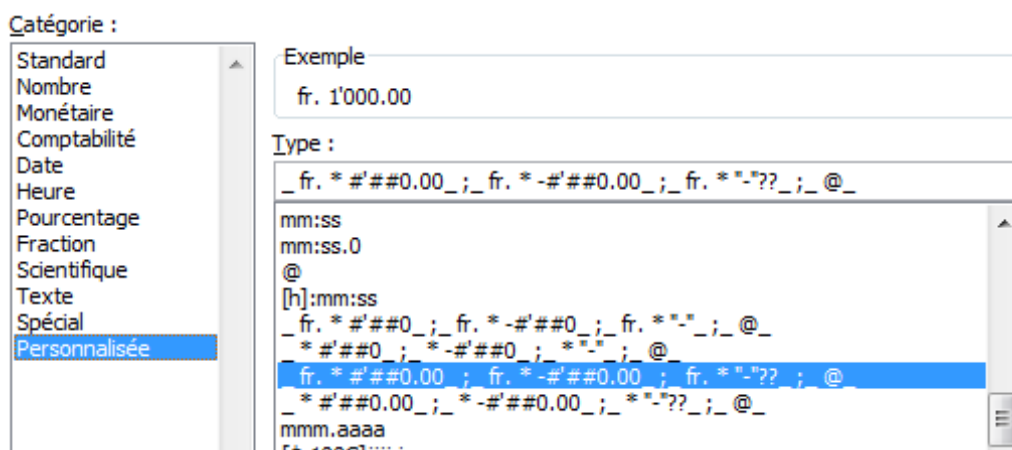 Catégorie :
Standard
Nombre
Monétaire
Comptabilité
Date
Heure
Pourcentage
Fraction
Scientifique
Texte
Spécial
Personnalisée
Exemple
fr. 1'000.00
Type :
_ fr. * #'##0.00_ ;_ fr. * -#'##0.00_ ;_ fr. * "-"??_ ;_ @_
mm:ss
mm:ss.0
@
[h]:mm:ss
_ fr. * #'##0_ ;_ fr. * -#'##0_ ;_ fr. * "-"_ ;_ @_
_ * #'##0_ ;_ * -#'##0_ ;_ * "-"_ ;_ @_
_ fr. * #'##0.00_ ;_ fr. * -#'##0.00_ ;_ fr. * "-"??_ ;_ @_
_ * #'##0.00_ ;_ * -#'##0.00_ ;_ * "-"??_ ;_ @_
mmm.aaaa